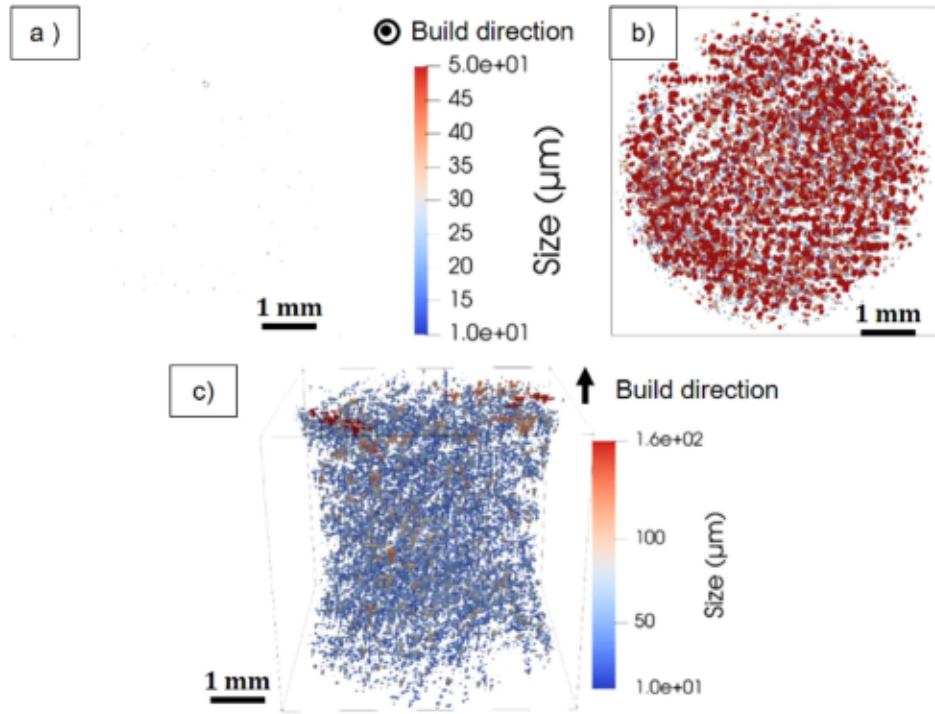 a )
Build direction
5.0e+01
45
40
35
30
25
20
15
1.0e+01
Size (µm)
1 mm
b)
1 mm
c)
Build direction
1.6e+02
100
50
1.0e+01
Size (µm)
1 mm